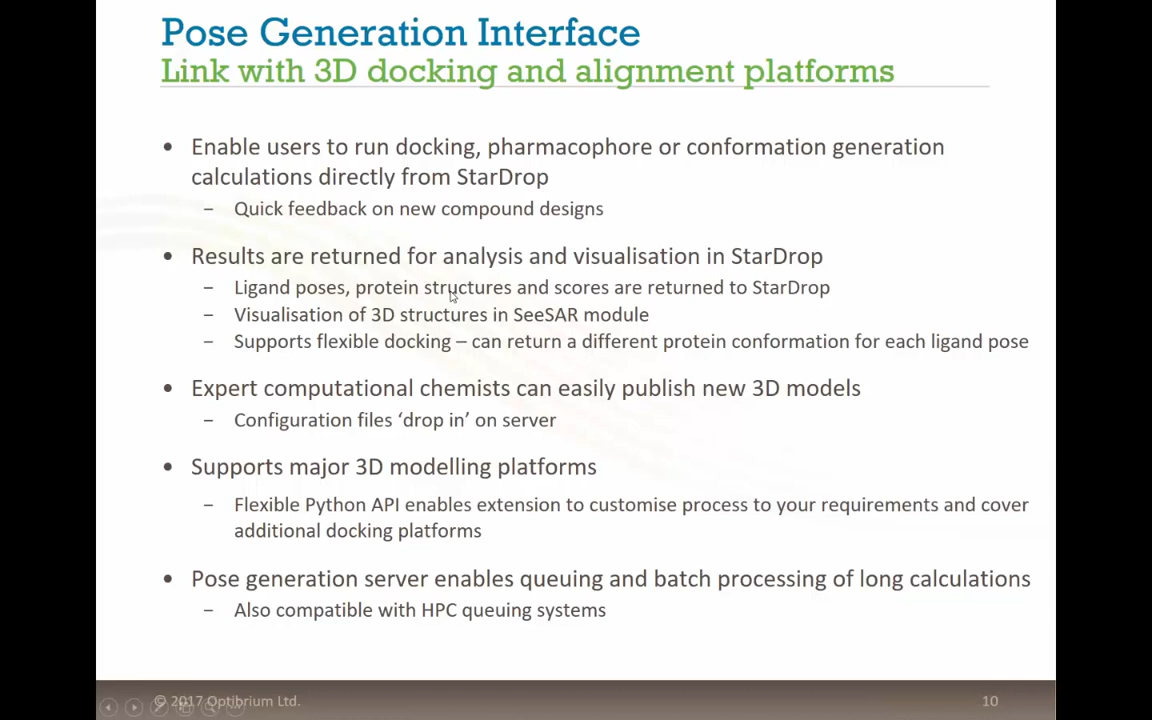 Pose Generation Interface
Link with 3D docking and alignment platforms
• Enable users to run docking, pharmacophore or conformation generation
calculations directly from StarDrop
– Quick feedback on new compound designs
• Results are returned for analysis and visualisation in StarDrop
– Ligand poses, protein structures and scores are returned to StarDrop
– Visualisation of 3D structures in SeeSAR module
– Supports flexible docking – can return a different protein conformation for each ligand pose
• Expert computational chemists can easily publish new 3D models
– Configuration files ‘drop in’ on server
• Supports major 3D modelling platforms
– Flexible Python API enables extension to customise process to your requirements and cover
additional docking platforms
• Pose generation server enables queuing and batch processing of long calculations
– Also compatible with HPC queuing systems
© 2017 Optibrium Ltd.
10